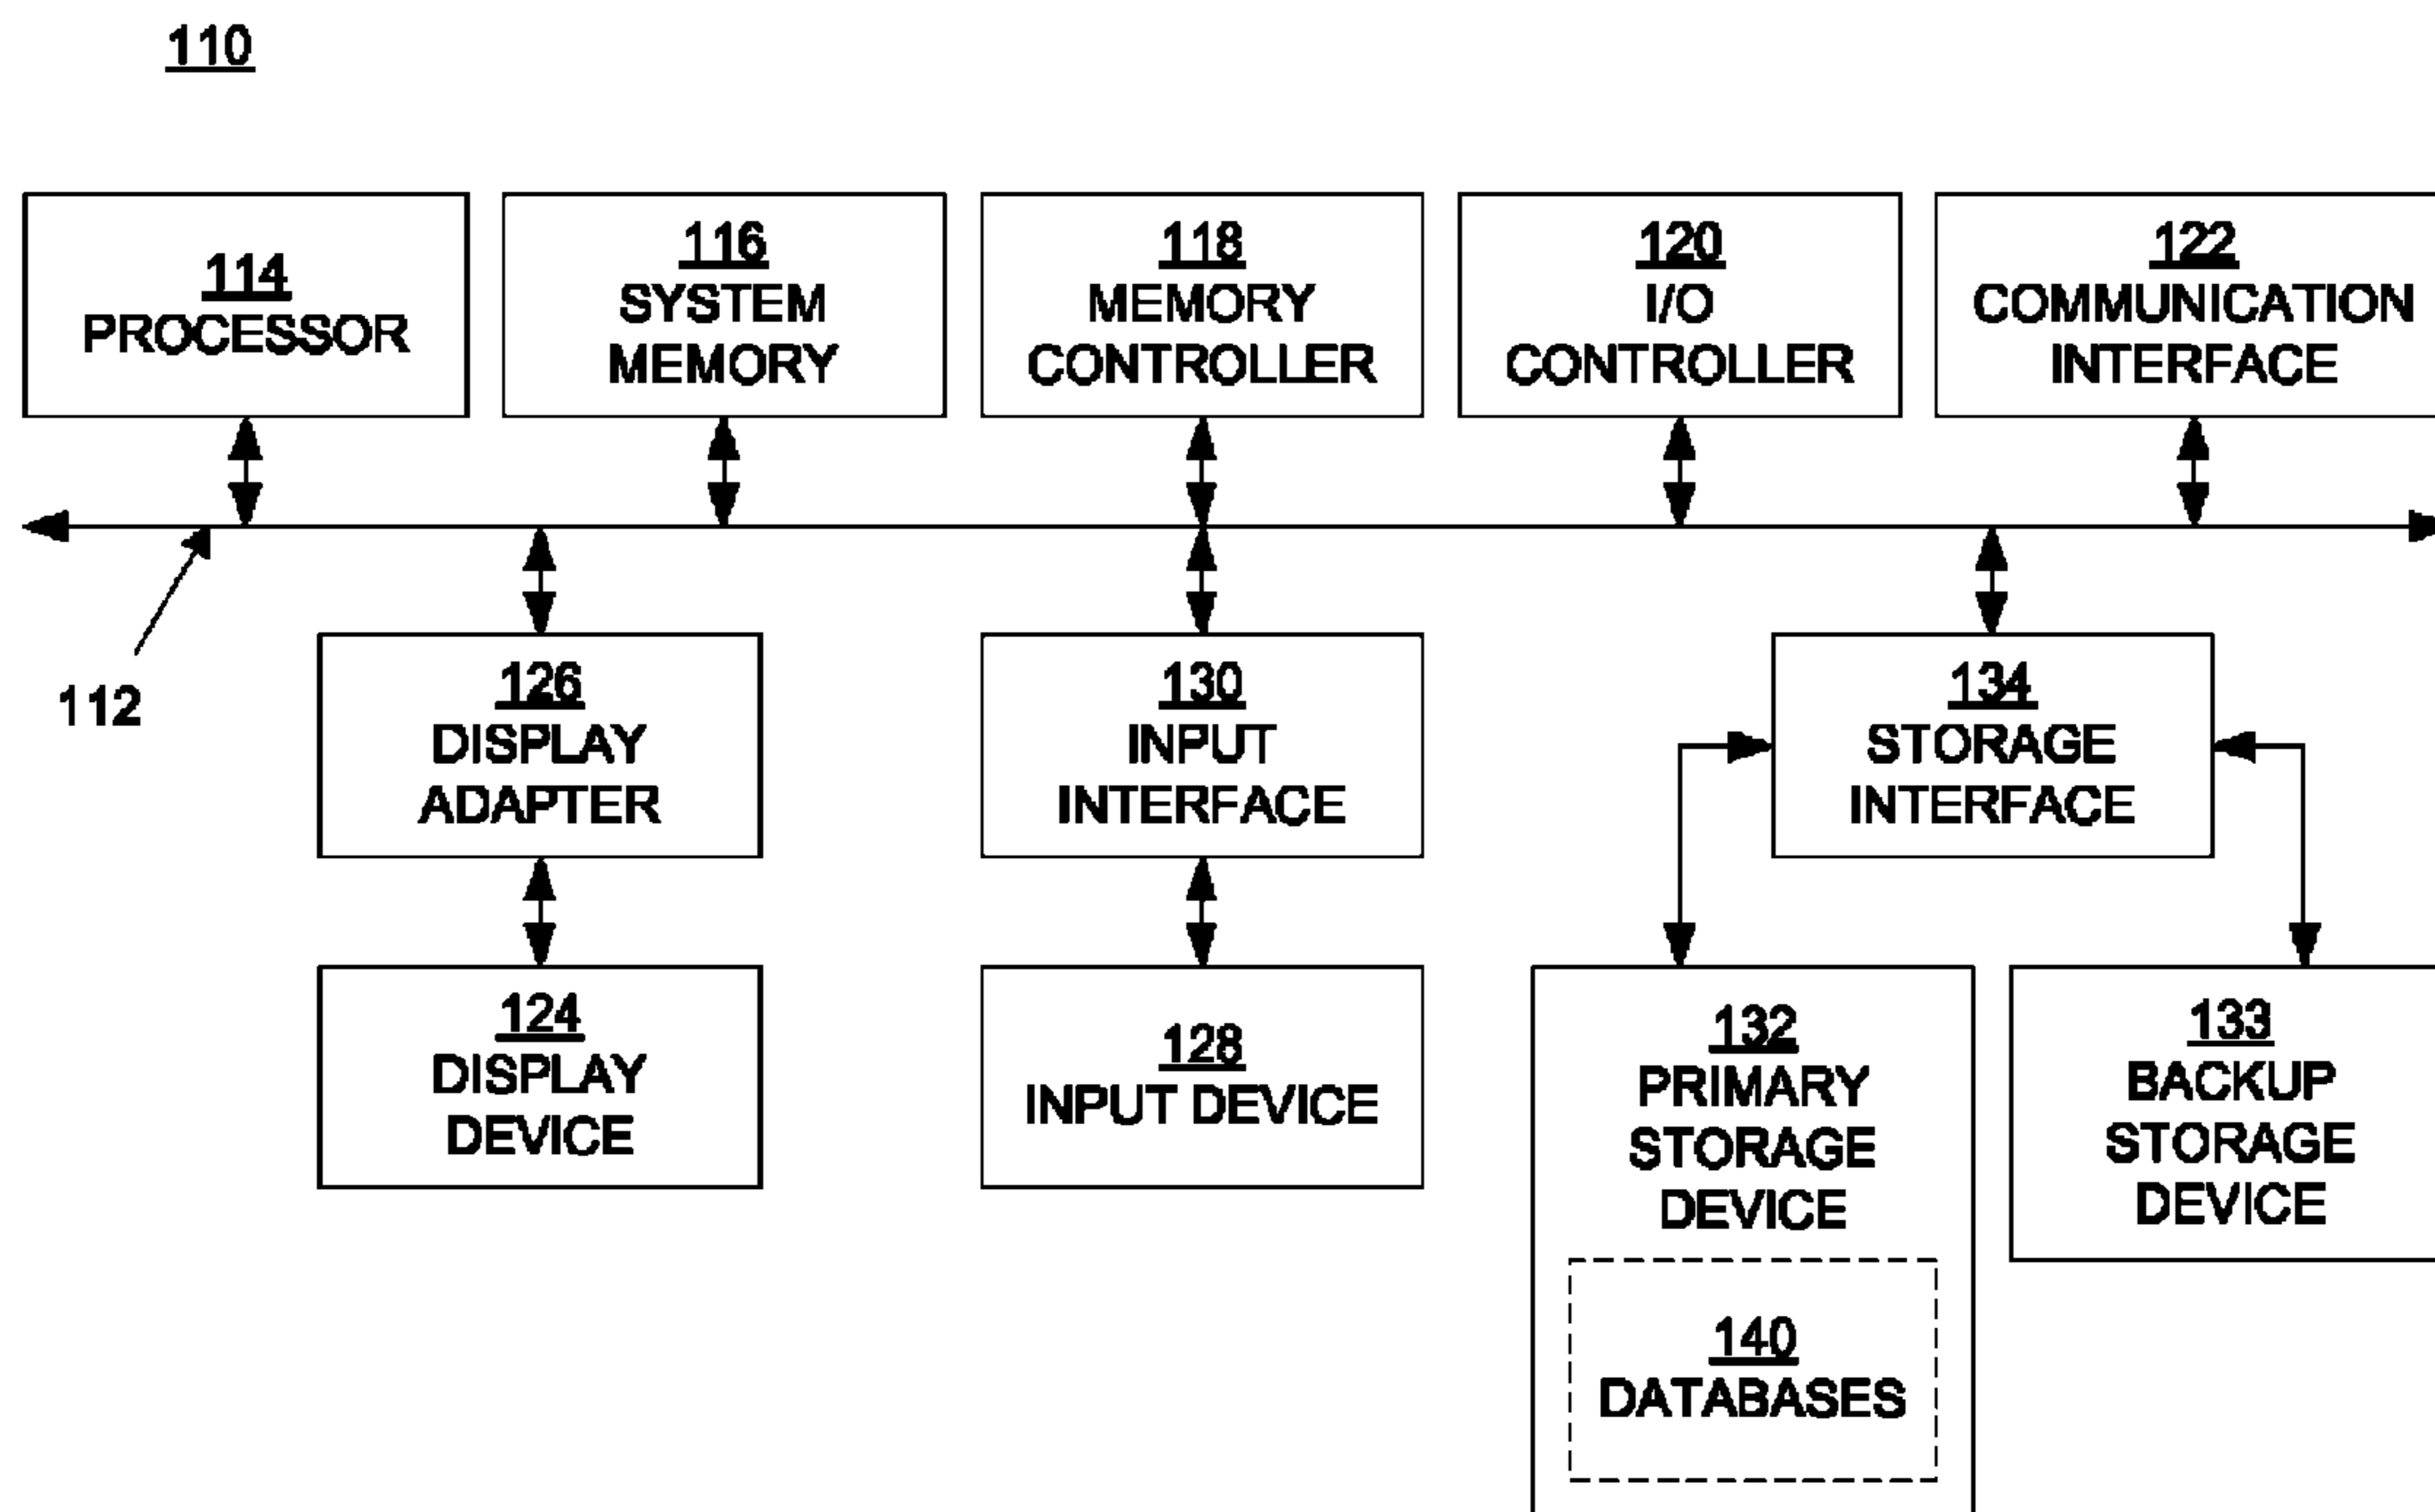 110
114
PROCESSOR
116
SYSTEM
MEMORY
118
MEMORY
CONTROLLER
120
I/O
CONTROLLER
122
COMMUNICATION
INTERFACE
112
126
DISPLAY
ADAPTER
130
INPUT
INTERFACE
134
STORAGE
INTERFACE
124
DISPLAY
DEVICE
128
INPUT DEVICE
132
PRIMARY
STORAGE
DEVICE
133
BACKUP
STORAGE
DEVICE
140
DATABASES